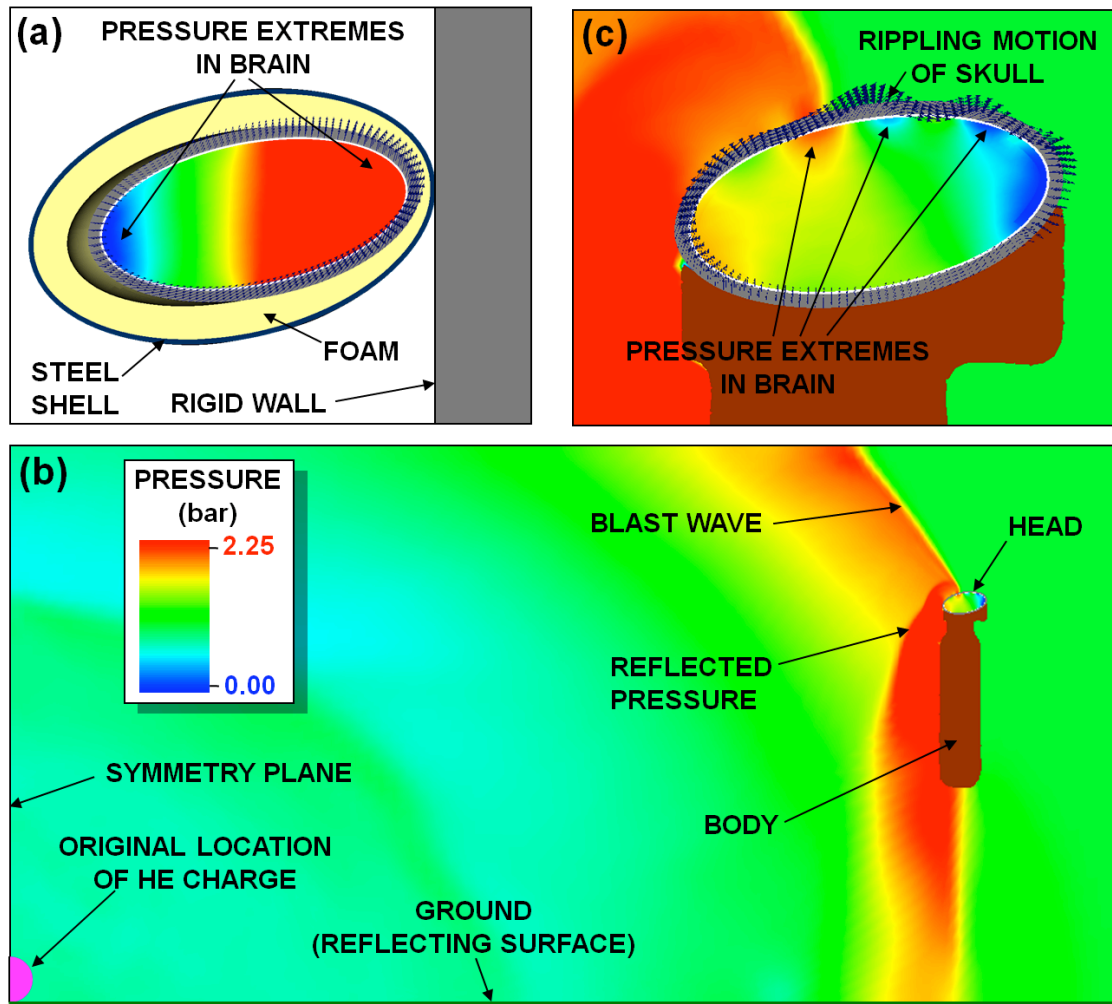 (a)
PRESSURE EXTREMES
IN BRAIN
FOAM
STEEL
SHELL
RIGID WALL
(c)
RIPPLING MOTION
OF SKULL
PRESSURE EXTREMES
IN BRAIN
(b)
PRESSURE
(bar)
2.25
0.00
BLAST WAVE
HEAD
REFLECTED
PRESSURE
SYMMETRY PLANE
BODY
ORIGINAL LOCATION
OF HE CHARGE
GROUND
(REFLECTING SURFACE)